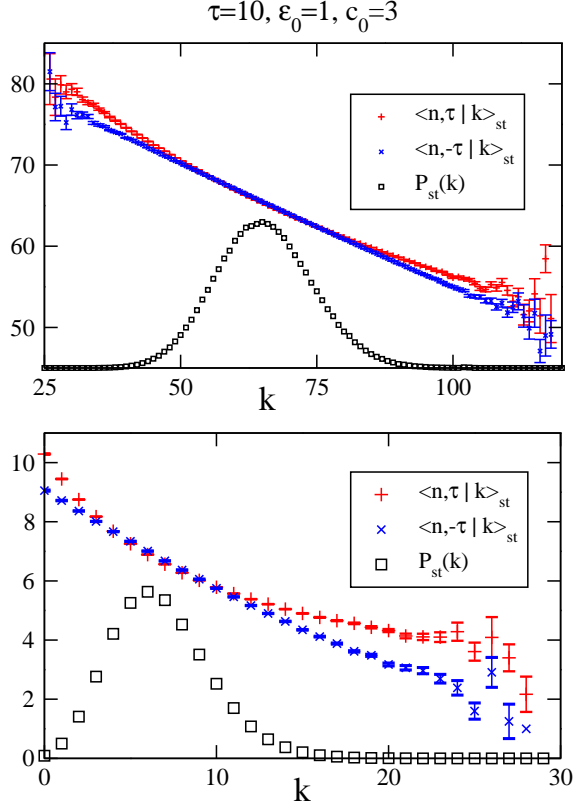 τ=10, ε₀=1, c₀=3
80
70
60
50
<n,τ | k>st
<n,-τ | k>st
Pst(k)
25 50 75 100
k
10
8
6
4
2
0
<n,τ | k>st
<n,-τ | k>st
Pst(k)
0 10 20 30
k